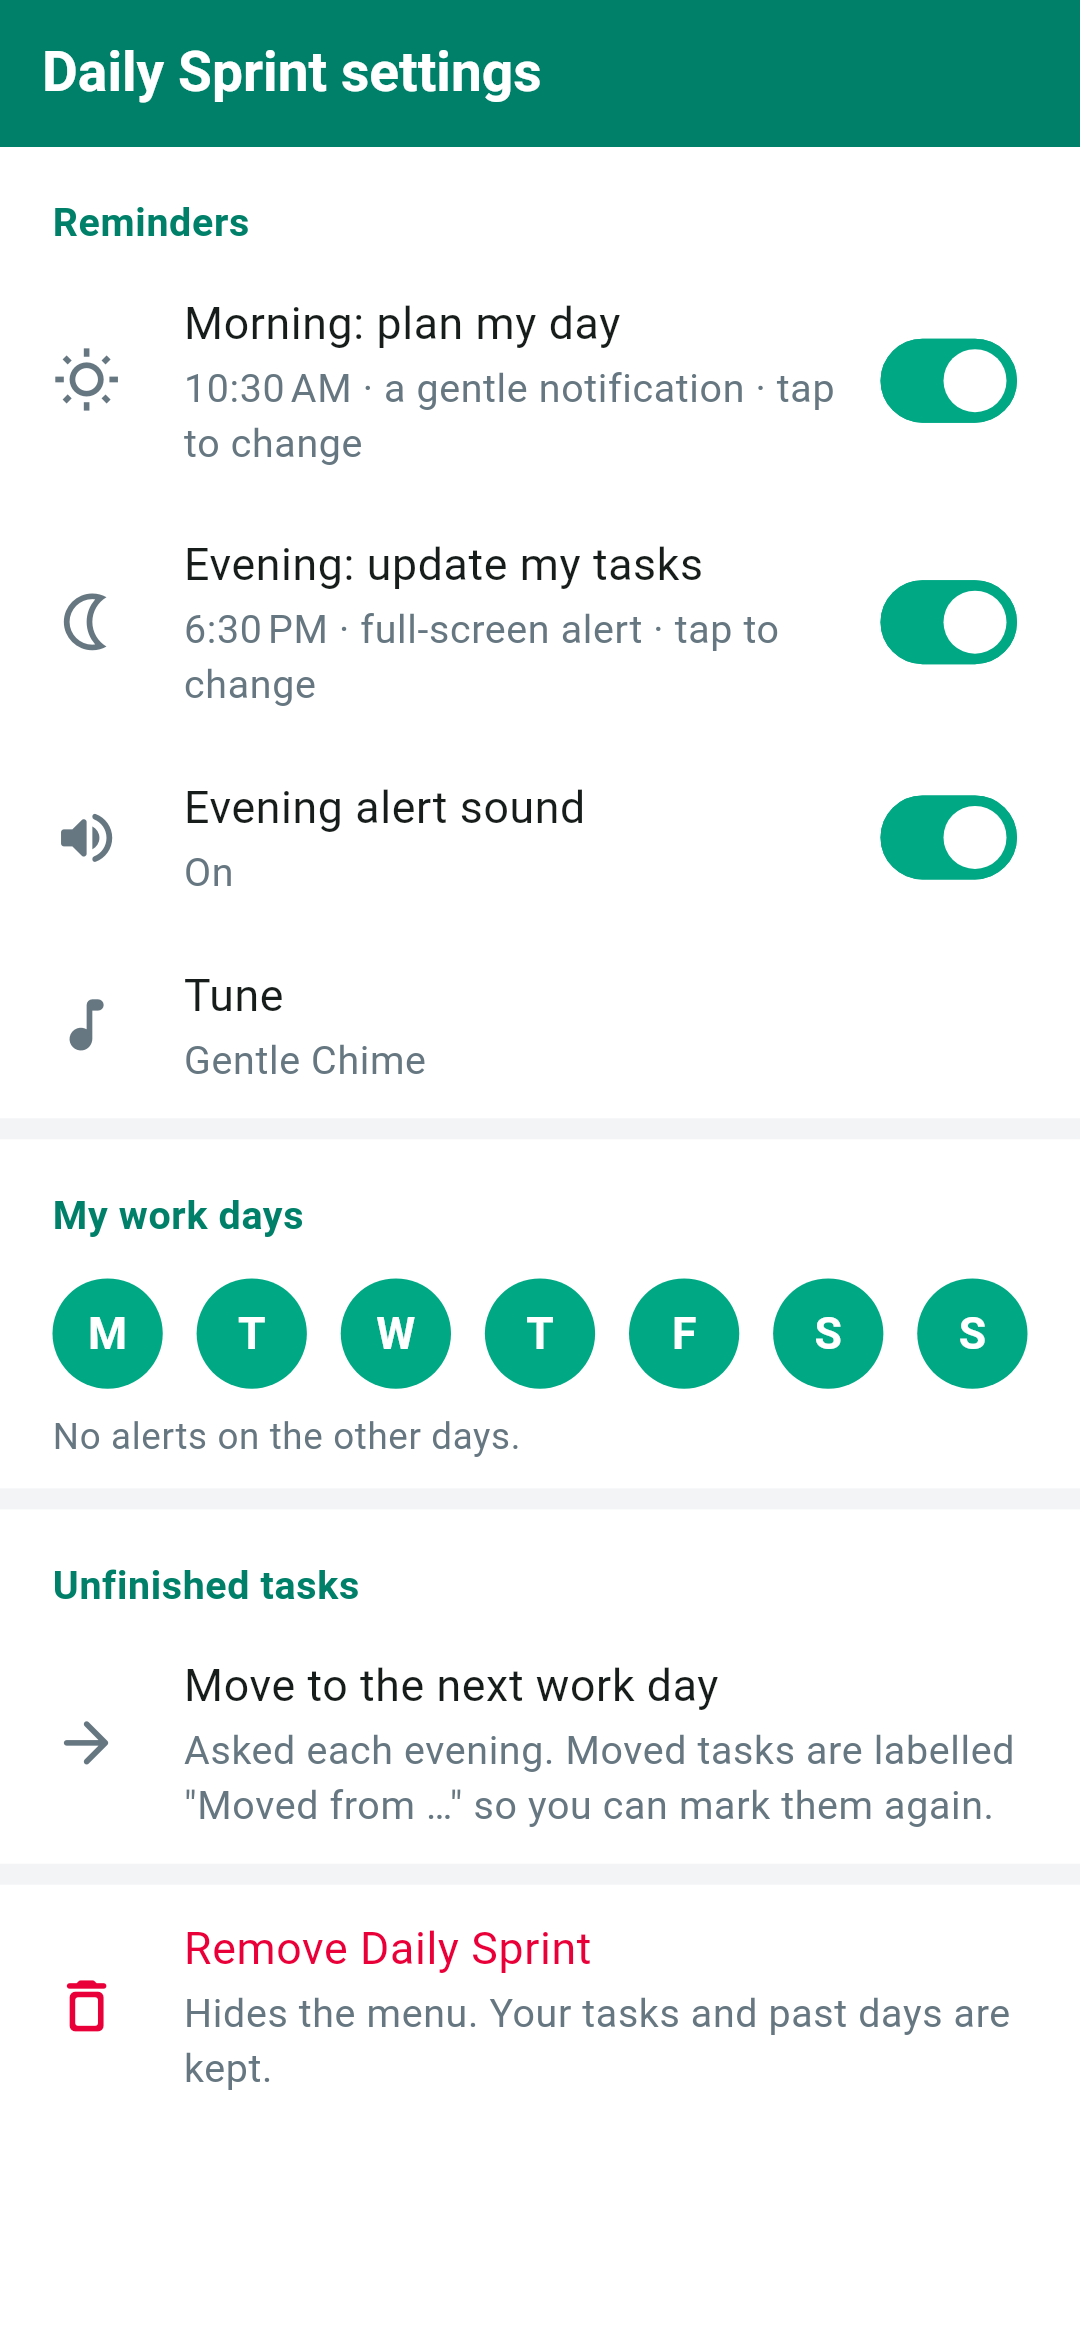 Daily Sprint settings
Reminders
Morning: plan my day
10:30 AM · a gentle notification · tap
to change
Evening: update my tasks
6:30 PM · full-screen alert · tap to
change
Evening alert sound
On
Tune
Gentle Chime
My work days
M T W T F S S
No alerts on the other days.
Unfinished tasks
Move to the next work day
Asked each evening. Moved tasks are labelled
"Moved from …" so you can mark them again.
Remove Daily Sprint
Hides the menu. Your tasks and past days are
kept.